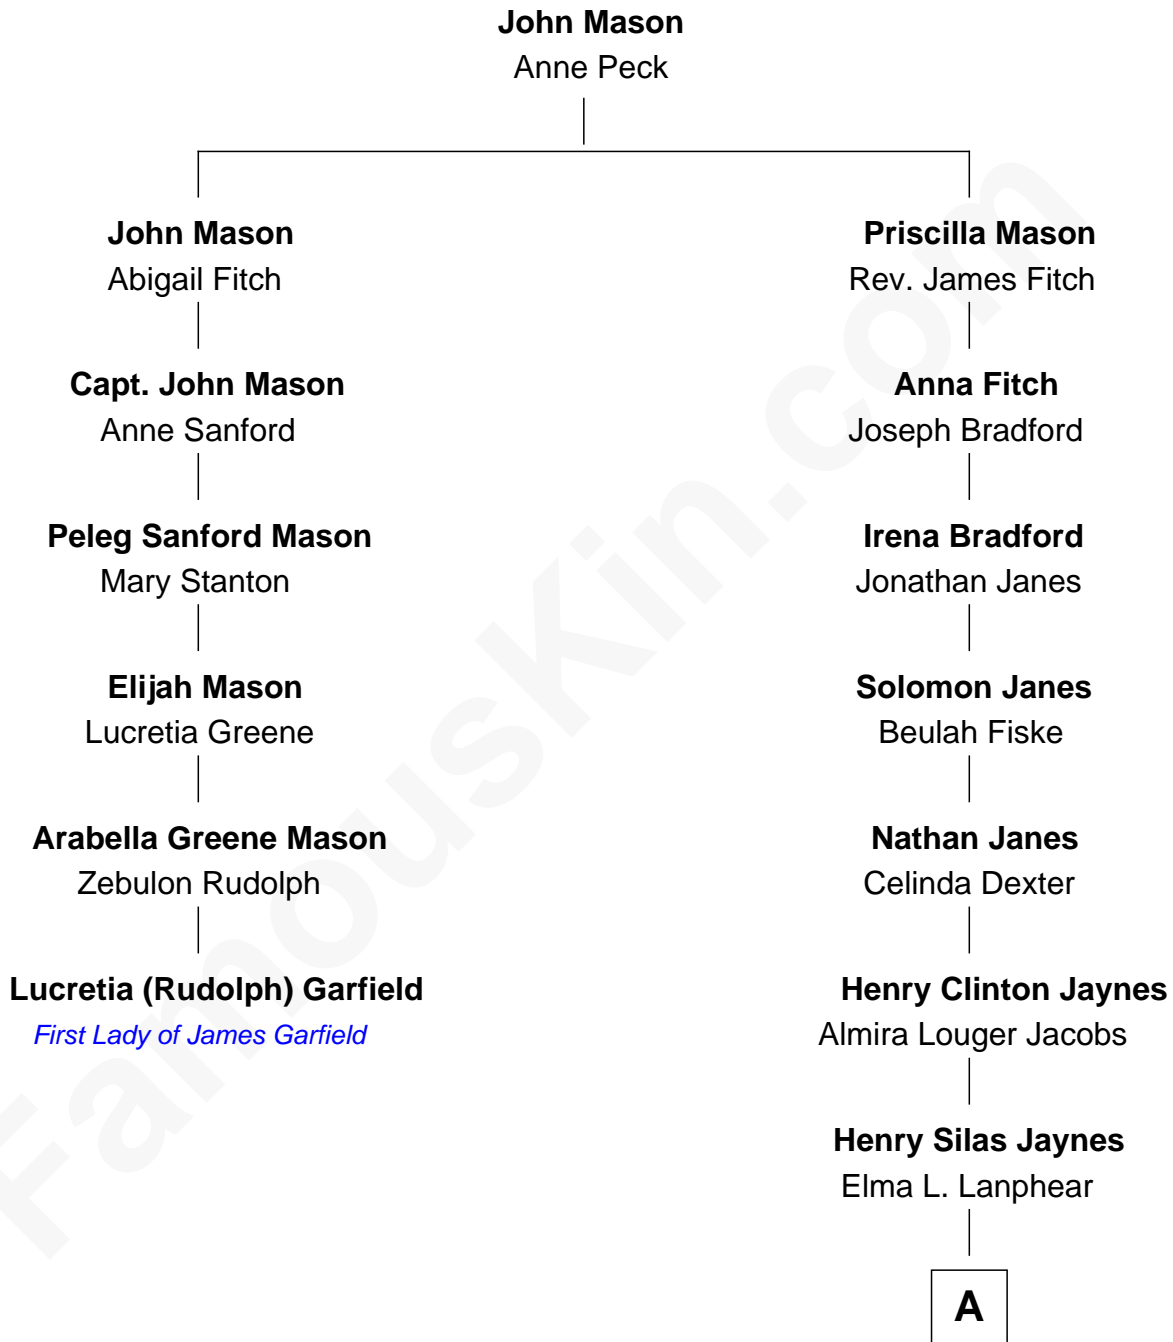 John Mason
Anne Peck
John Mason
Abigail Fitch
Priscilla Mason
Rev. James Fitch
Capt. John Mason
Anne Sanford
Anna Fitch
Joseph Bradford
Peleg Sanford Mason
Mary Stanton
Irena Bradford
Jonathan Janes
Elijah Mason
Lucretia Greene
Solomon Janes
Beulah Fiske
Arabella Greene Mason
Zebulon Rudolph
Nathan Janes
Celinda Dexter
Lucretia (Rudolph) Garfield
First Lady of James Garfield
Henry Clinton Jaynes
Almira Louger Jacobs
Henry Silas Jaynes
Elma L. Lanphear
A
FamousKin.com